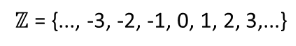 ℤ = {..., -3, -2, -1, 0, 1, 2, 3,...}